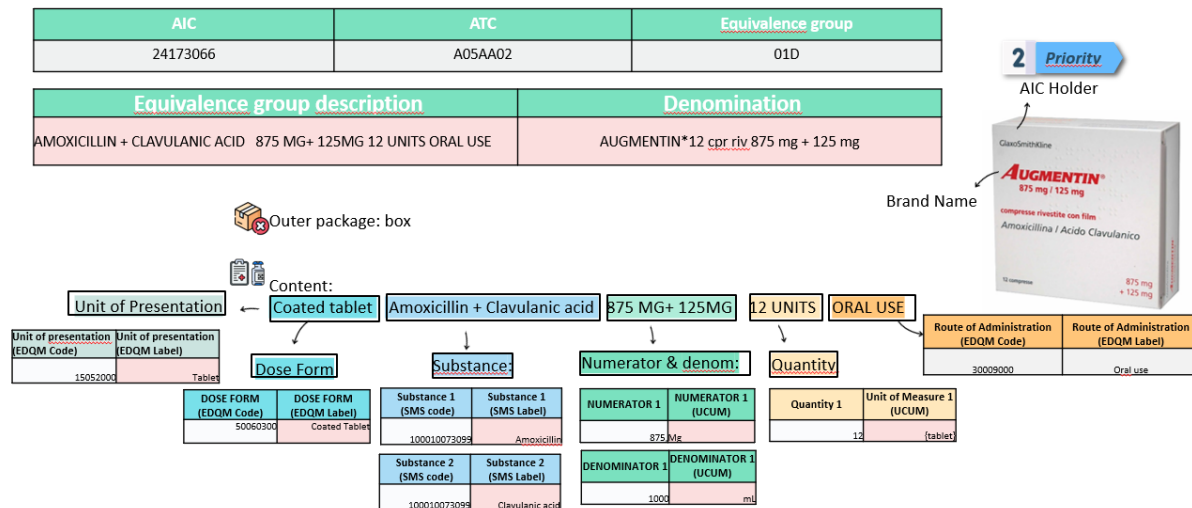 AIC
ATC
Equivalence group
24173066
A05AA02
01D
Equivalence group description
Denomination
AMOXICILLIN + CLAVULANIC ACID 875 MG+ 125MG 12 UNITS ORAL USE
AUGMENTIN*12 cpr riv 875 mg + 125 mg
2
Priority
AIC Holder
GlaxoSmithKline
AUGMENTIN®
875 mg / 125 mg
compresse rivestite con film
Amoxicillina / Acido Clavulanico
12 compresse
875 mg
+ 125 mg
AUGMENTIN
Brand Name
Outer package: box
Content:
Unit of Presentation
Coated tablet
Amoxicillin + Clavulanic acid
875 MG+ 125MG
12 UNITS
ORAL USE
Unit of presentation
(EDQM Code)
Unit of presentation
(EDQM Label)
15052000
Tablet
Dose Form
DOSE FORM
(EDQM Code)
DOSE FORM
(EDQM Label)
50060300
Coated Tablet
Substance:
Substance 1
(SMS code)
Substance 1
(SMS Label)
100010073099
Amoxicillin
Substance 2
(SMS code)
Substance 2
(SMS Label)
100010073099
Clavulanic acid
Numerator & denom:
NUMERATOR 1
NUMERATOR 1
(UCUM)
875
Mg
DENOMINATOR 1
DENOMINATOR 1
(UCUM)
1000
mL
Quantity
Quantity 1
Unit of Measure 1
(UCUM)
12
{tablet}
Route of Administration
(EDQM Code)
Route of Administration
(EDQM Label)
30009000
Oral use